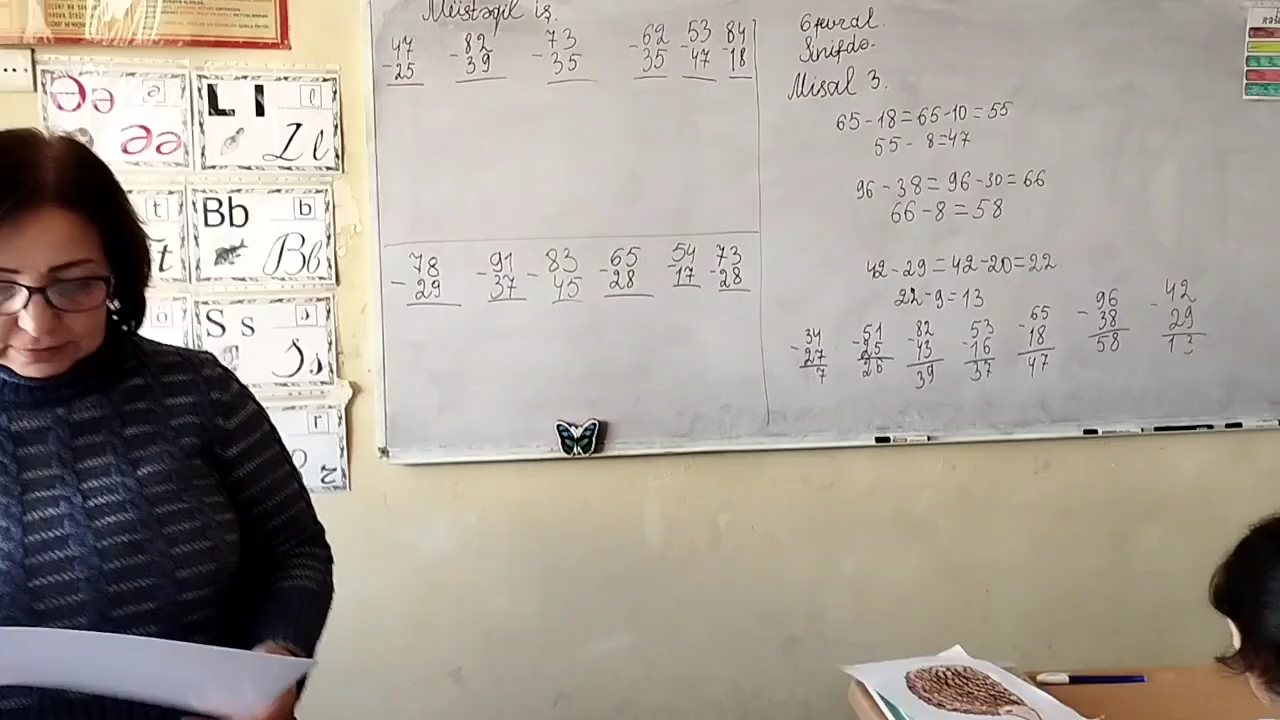 Müstəqil iş.
47 82 73 62 53 84
-25 -39 -35 -35 -47 -18
78 91 83 65 54 73
-29 -37 -45 -28 -17 -28
6 fevral.
Sinifdə.
Misal 3.
65-18=65-10=55
55-8=47
96-38=96-30=66
66-8=58
42-29=42-20=22
22-9=13
34 51 82 53 65 96 42
-27 -25 -43 -16 -18 -38 -29
7 26 39 37 47 58 13
Əə ə
Əə
Ll l
t
Bb b
Bb
Ss s
Ss
ö
r